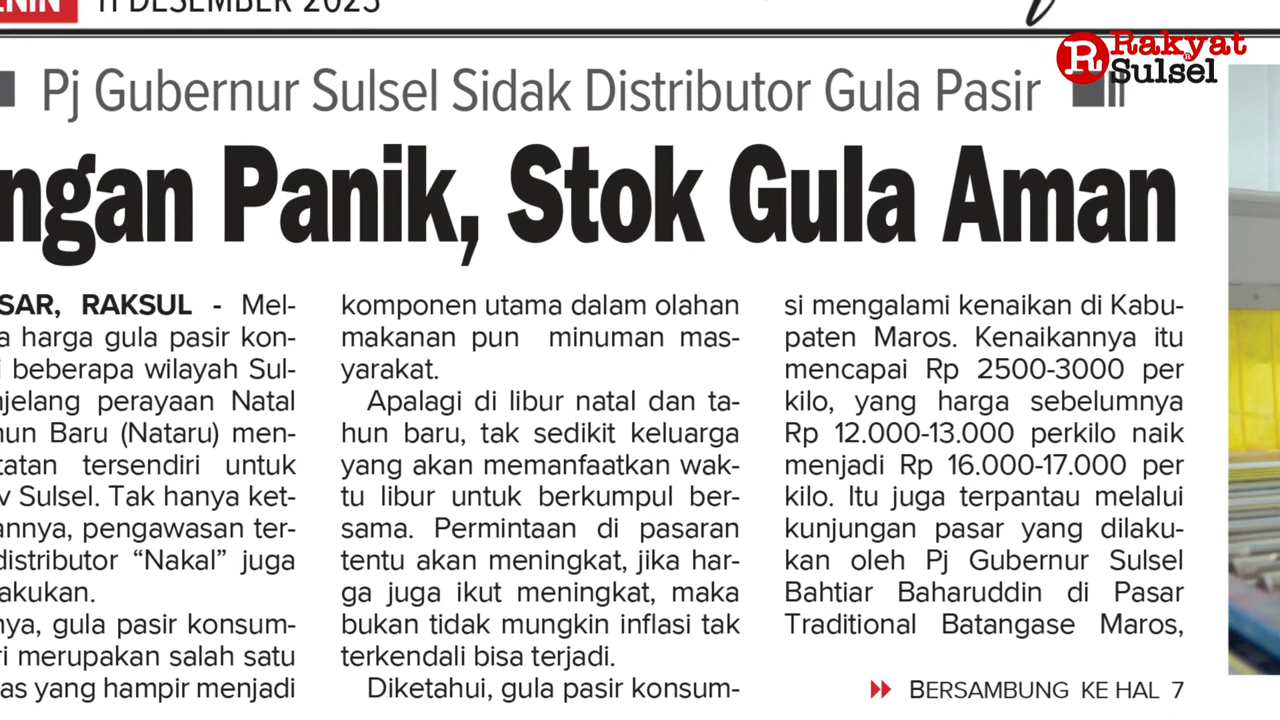 11 DESEMBER 2023
Rakyat
Sulsel
Pj Gubernur Sulsel Sidak Distributor Gula Pasir
ngan Panik, Stok Gula Aman
SAR, RAKSUL - Mel-
a harga gula pasir kon-
i beberapa wilayah Sul-
njelang perayaan Natal
hun Baru (Nataru) men-
tatan tersendiri untuk
v Sulsel. Tak hanya ket-
annya, pengawasan ter-
distributor “Nakal” juga
akukan.
nya, gula pasir konsum-
ri merupakan salah satu
as yang hampir menjadi
komponen utama dalam olahan
makanan pun minuman mas-
yarakat.
Apalagi di libur natal dan ta-
hun baru, tak sedikit keluarga
yang akan memanfaatkan wak-
tu libur untuk berkumpul ber-
sama. Permintaan di pasaran
tentu akan meningkat, jika har-
ga juga ikut meningkat, maka
bukan tidak mungkin inflasi tak
terkendali bisa terjadi.
Diketahui, gula pasir konsum-
si mengalami kenaikan di Kabu-
paten Maros. Kenaikannya itu
mencapai Rp 2500-3000 per
kilo, yang harga sebelumnya
Rp 12.000-13.000 perkilo naik
menjadi Rp 16.000-17.000 per
kilo. Itu juga terpantau melalui
kunjungan pasar yang dilaku-
kan oleh Pj Gubernur Sulsel
Bahtiar Baharuddin di Pasar
Traditional Batangase Maros,
BERSAMBUNG KE HAL 7